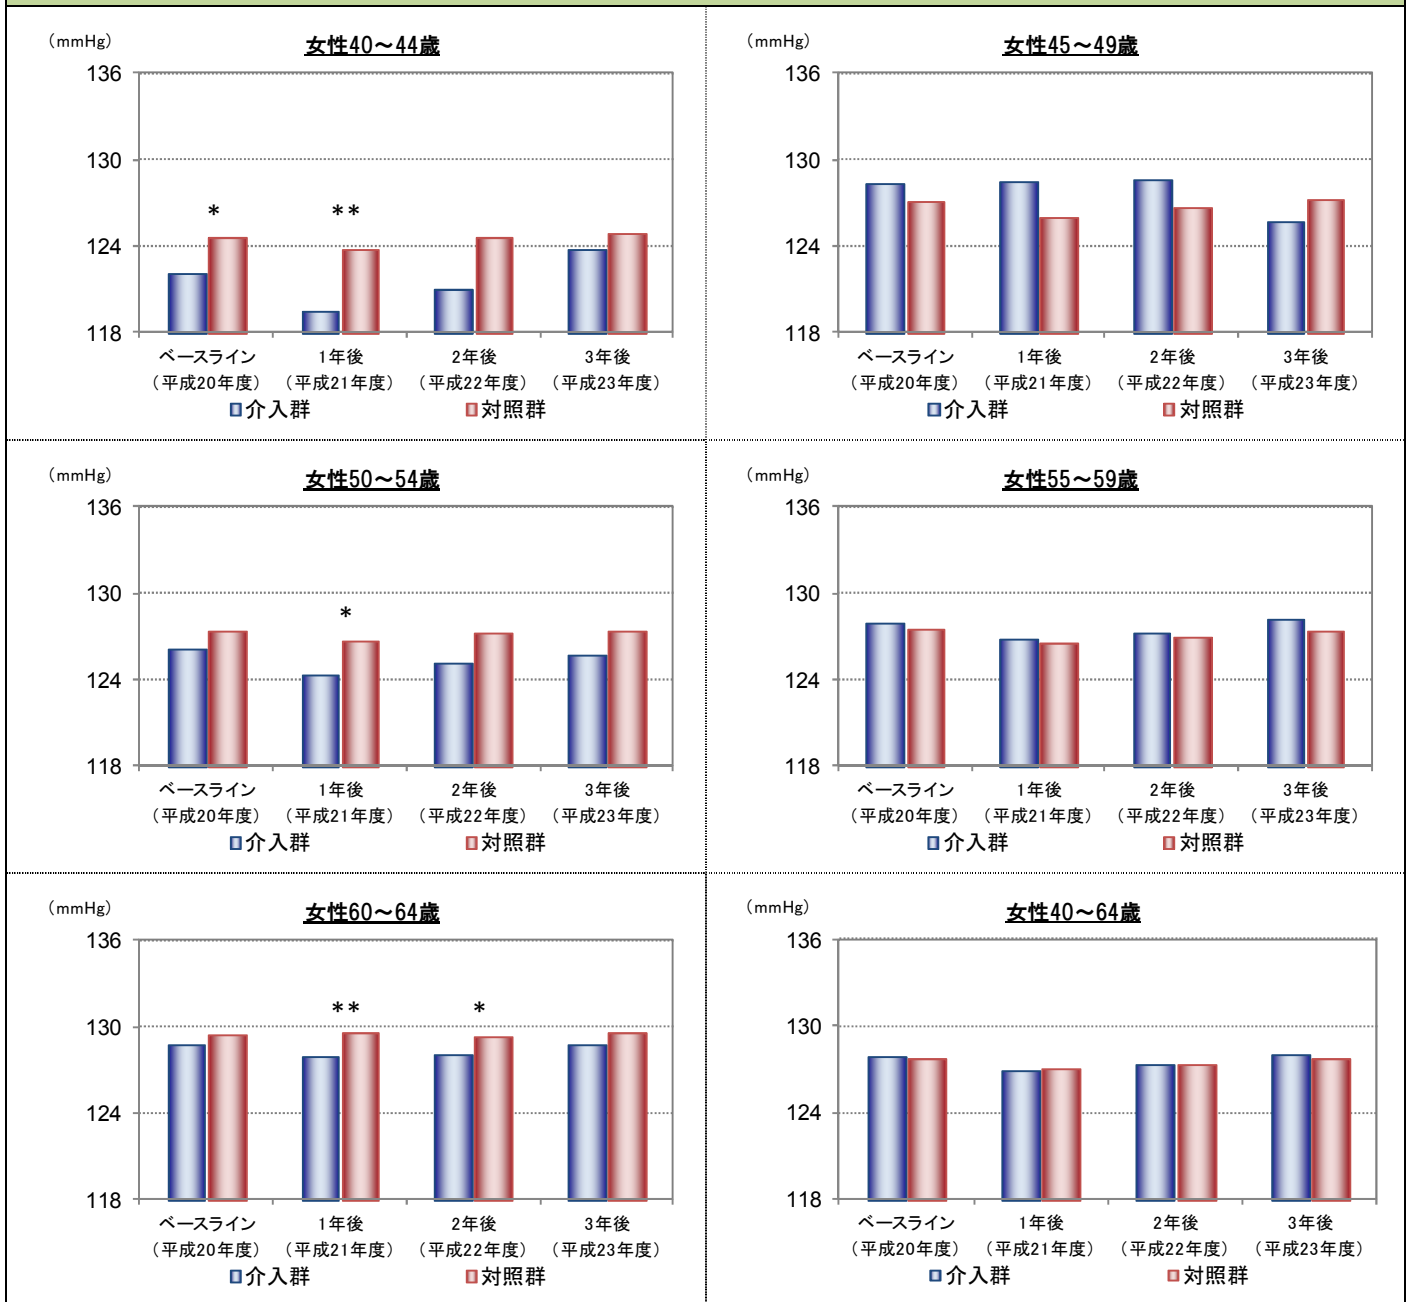 (mmHg)
女性40～44歳
136
130
* **
124
118
ベースライン 1年後 2年後 3年後
（平成20年度） （平成21年度） （平成22年度） （平成23年度）
介入群 対照群
(mmHg)
女性45～49歳
136
130
124
118
ベースライン 1年後 2年後 3年後
（平成20年度） （平成21年度） （平成22年度） （平成23年度）
介入群 対照群
(mmHg)
女性50～54歳
136
130
*
124
118
ベースライン 1年後 2年後 3年後
（平成20年度） （平成21年度） （平成22年度） （平成23年度）
介入群 対照群
(mmHg)
女性55～59歳
136
130
124
118
ベースライン 1年後 2年後 3年後
（平成20年度） （平成21年度） （平成22年度） （平成23年度）
介入群 対照群
(mmHg)
女性60～64歳
136
** *
130
124
118
ベースライン 1年後 2年後 3年後
（平成20年度） （平成21年度） （平成22年度） （平成23年度）
介入群 対照群
(mmHg)
女性40～64歳
136
130
124
118
ベースライン 1年後 2年後 3年後
（平成20年度） （平成21年度） （平成22年度） （平成23年度）
介入群 対照群